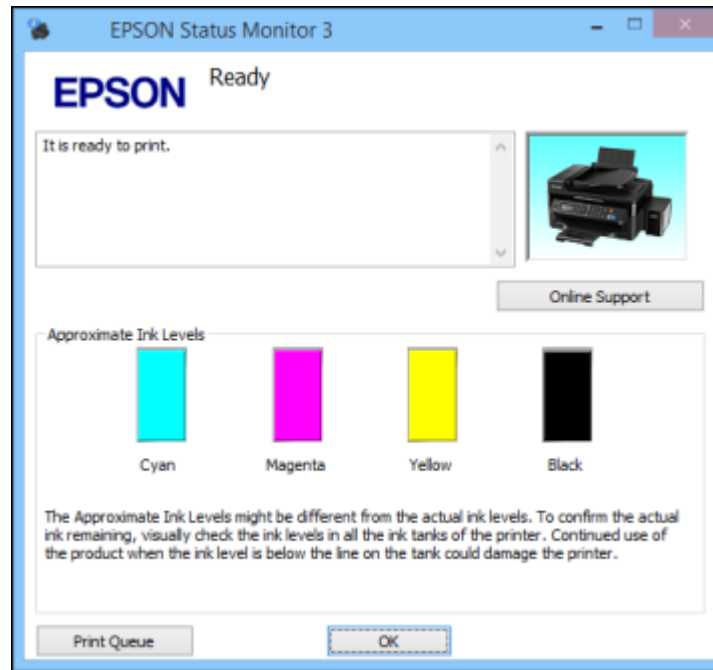 EPSON Status Monitor 3
EPSON
Ready
It is ready to print.
Online Support
Approximate Ink Levels
Cyan Magenta Yellow Black
The Approximate Ink Levels might be different from the actual ink levels. To confirm the actual
ink remaining, visually check the ink levels in all the ink tanks of the printer. Continued use of
the product when the ink level is below the line on the tank could damage the printer.
Print Queue OK